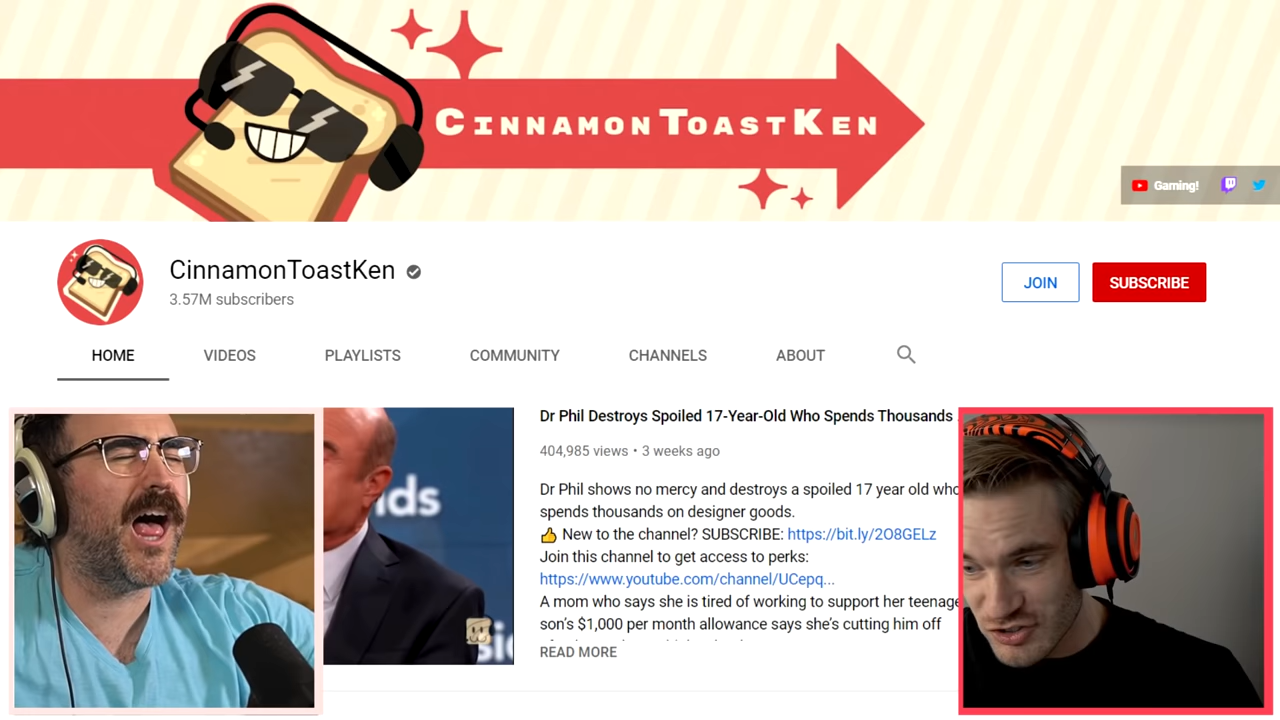 CINNAMONTOASTKEN
Gaming!
CinnamonToastKen
3.57M subscribers
JOIN
SUBSCRIBE
HOME
VIDEOS
PLAYLISTS
COMMUNITY
CHANNELS
ABOUT
Dr Phil Destroys Spoiled 17-Year-Old Who Spends Thousands
404,985 views • 3 weeks ago
Dr Phil shows no mercy and destroys a spoiled 17 year old who
spends thousands on designer goods.
👍 New to the channel? SUBSCRIBE: https://bit.ly/2O8GELz
Join this channel to get access to perks:
https://www.youtube.com/channel/UCepq...
A mom who says she is tired of working to support her teenage
son's $1,000 per month allowance says she's cutting him off
READ MORE